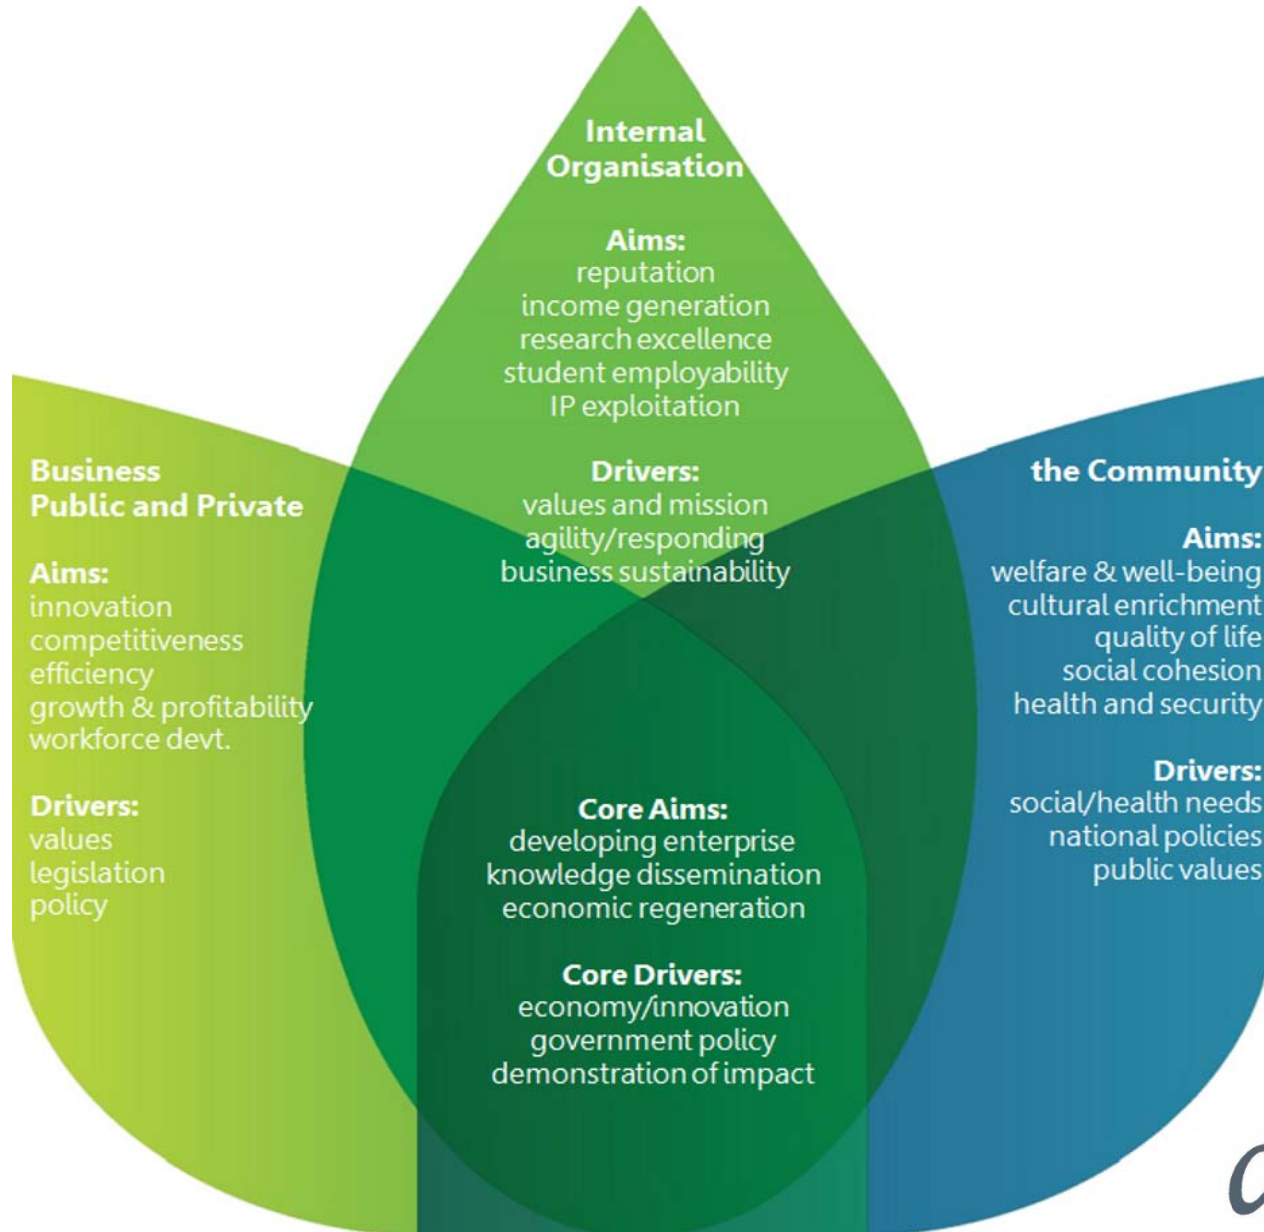 Internal
Organisation
Aims:
reputation
income generation
research excellence
student employability
IP exploitation
Drivers:
values and mission
agility/responding
business sustainability
Business
Public and Private
Aims:
innovation
competitiveness
efficiency
growth & profitability
workforce devt.
Drivers:
values
legislation
policy
the Community
Aims:
welfare & well-being
cultural enrichment
quality of life
social cohesion
health and security
Drivers:
social/health needs
national policies
public values
Core Aims:
developing enterprise
knowledge dissemination
economic regeneration
Core Drivers:
economy/innovation
government policy
demonstration of impact